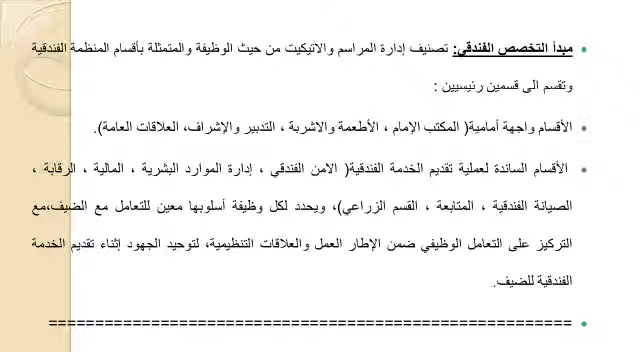 • مبدأ التخصص الفندقي: تصنيف إدارة المراسم والاتيكيت من حيث الوظيفة والمتمثلة بأقسام المنظمة الفندقية
وتقسم الى قسمين رئيسيين :
• الأقسام واجهة أمامية( المكتب الإمام ، الأطعمة والاشربة ، التدبير والإشراف، العلاقات العامة).
• الأقسام الساندة لعملية تقديم الخدمة الفندقية( الامن الفندقي ، إدارة الموارد البشرية ، المالية ، الرقابة ،
الصيانة الفندقية ، المتابعة ، القسم الزراعي)، ويحدد لكل وظيفة أسلوبها معين للتعامل مع الضيف،مع
التركيز على التعامل الوظيفي ضمن الإطار العمل والعلاقات التنظيمية، لتوحيد الجهود إثناء تقديم الخدمة
الفندقية للضيف.
• =========================================================